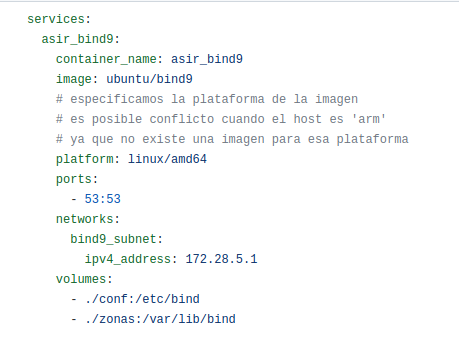 services:
  asir_bind9:
    container_name: asir_bind9
    image: ubuntu/bind9
    # especificamos la plataforma de la imagen
    # es posible conflicto cuando el host es 'arm'
    # ya que no existe una imagen para esa plataforma
    platform: linux/amd64
    ports:
      - 53:53
    networks:
      bind9_subnet:
        ipv4_address: 172.28.5.1
    volumes:
      - ./conf:/etc/bind
      - ./zonas:/var/lib/bind